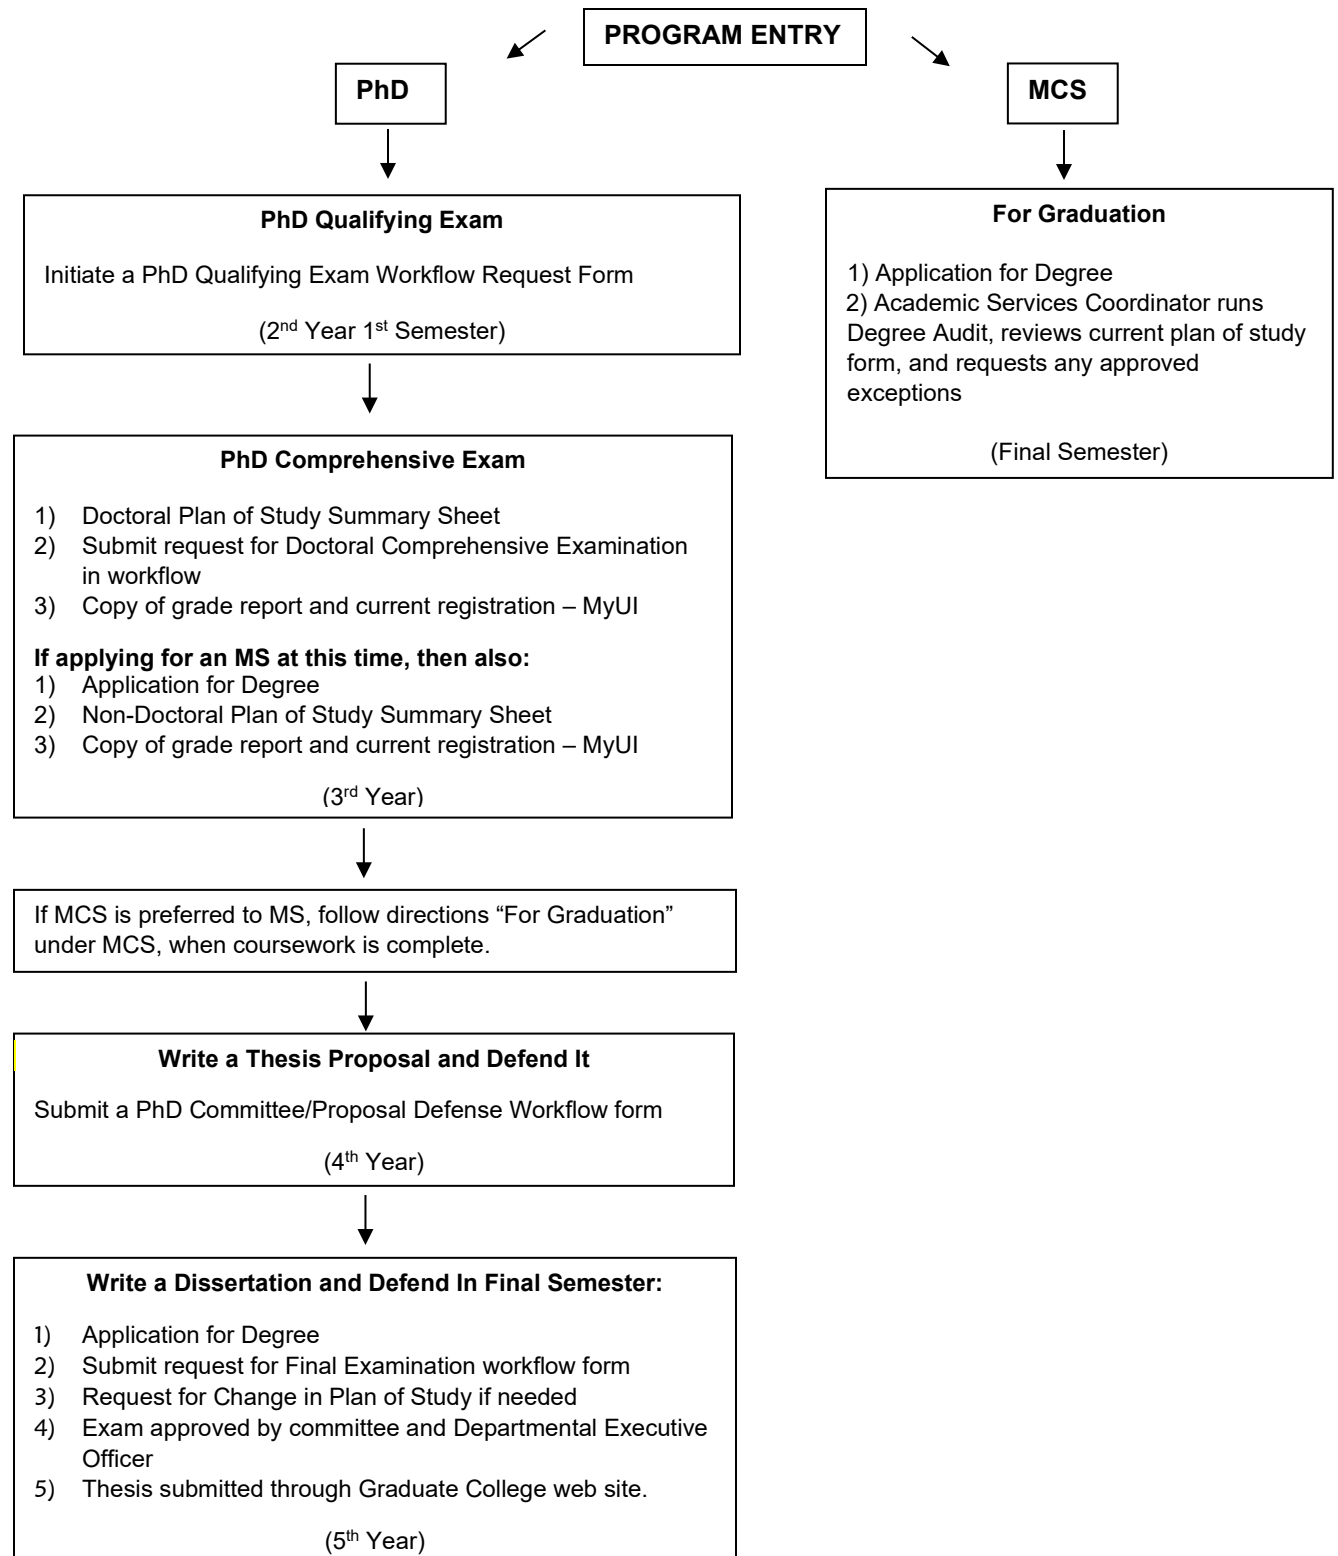 PROGRAM ENTRY
PhD
MCS
PhD Qualifying Exam
Initiate a PhD Qualifying Exam Workflow Request Form
(2nd Year 1st Semester)
For Graduation
1) Application for Degree
2) Academic Services Coordinator runs
Degree Audit, reviews current plan of study
form, and requests any approved
exceptions
(Final Semester)
PhD Comprehensive Exam
1) Doctoral Plan of Study Summary Sheet
2) Submit request for Doctoral Comprehensive Examination
in workflow
3) Copy of grade report and current registration – MyUI
If applying for an MS at this time, then also:
1) Application for Degree
2) Non-Doctoral Plan of Study Summary Sheet
3) Copy of grade report and current registration – MyUI
(3rd Year)
If MCS is preferred to MS, follow directions “For Graduation”
under MCS, when coursework is complete.
Write a Thesis Proposal and Defend It
Submit a PhD Committee/Proposal Defense Workflow form
(4th Year)
Write a Dissertation and Defend In Final Semester:
1) Application for Degree
2) Submit request for Final Examination workflow form
3) Request for Change in Plan of Study if needed
4) Exam approved by committee and Departmental Executive
Officer
5) Thesis submitted through Graduate College web site.
(5th Year)